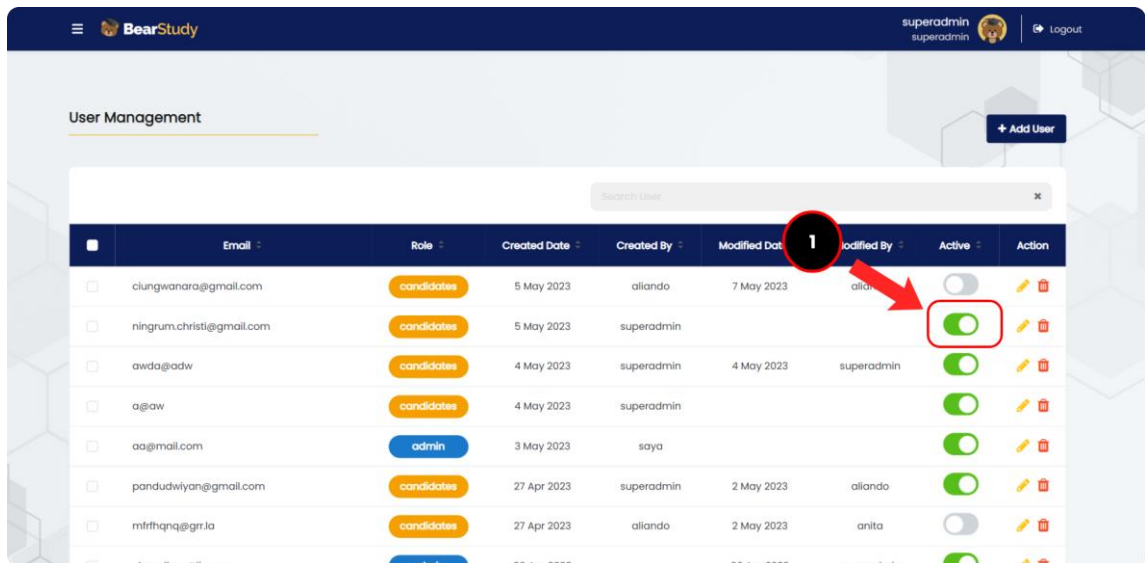 BearStudy
superadmin
superadmin
Logout
User Management
+ Add User
Search User
Email Role Created Date Created By Modified Dat 1 odified By Active Action
ciungwanara@gmail.com candidates 5 May 2023 aliando 7 May 2023
ningrum.christi@gmail.com candidates 5 May 2023 superadmin
awda@adw candidates 4 May 2023 superadmin 4 May 2023 superadmin
a@aw candidates 4 May 2023 superadmin
aa@mail.com admin 3 May 2023 saya
pandudwiyan@gmail.com candidates 27 Apr 2023 superadmin 2 May 2023 aliando
mfrfhqnq@grr.la candidates 27 Apr 2023 aliando 2 May 2023 anita